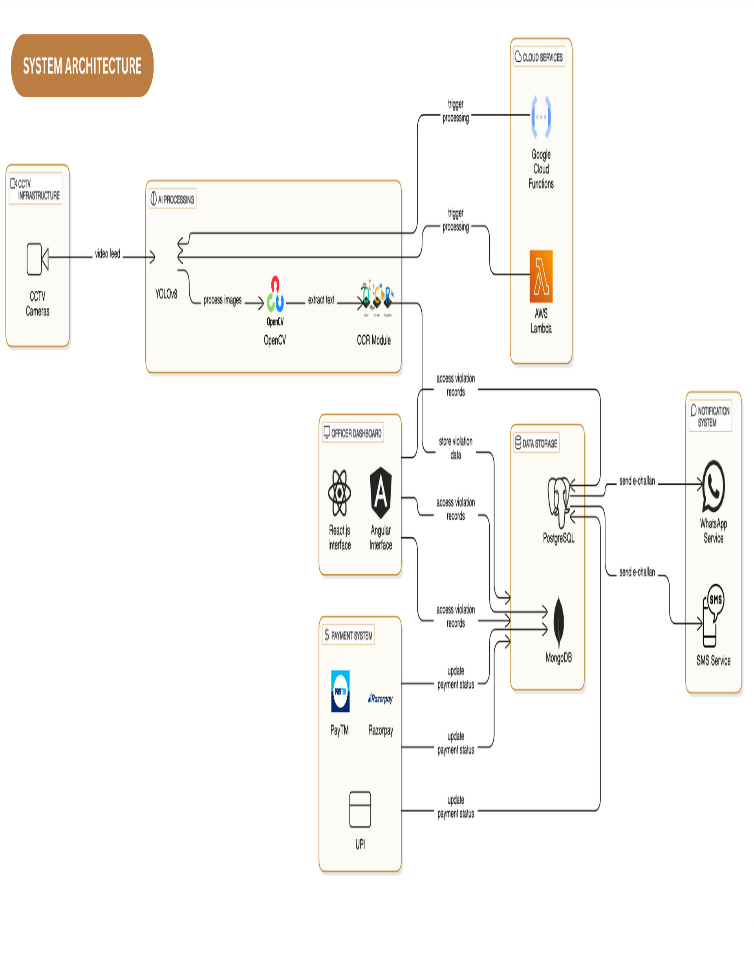 SYSTEM ARCHITECTURE
CLOUD SERVICES
trigger
processing
Google
Cloud
Functions
CCTV
INFRASTRUCTURE
AI PROCESSING
trigger
processing
video feed
YOLOv8
CCTV
Cameras
process images
OpenCV
OpenCV
extract text
OCR Module
AWS
Lambda
access violation
records
OFFICER DASHBOARD
store violation
data
DATA STORAGE
NOTIFICATION
SYSTEM
React.js
Interface
Angular
Interface
access violation
records
PostgreSQL
send e-challan
WhatsApp
Service
send e-challan
access violation
records
PAYMENT SYSTEM
MongoDB
SMS
SMS Service
update
payment status
PAYTM
Razorpay
PayTM
Razorpay
update
payment status
update
payment status
UPI